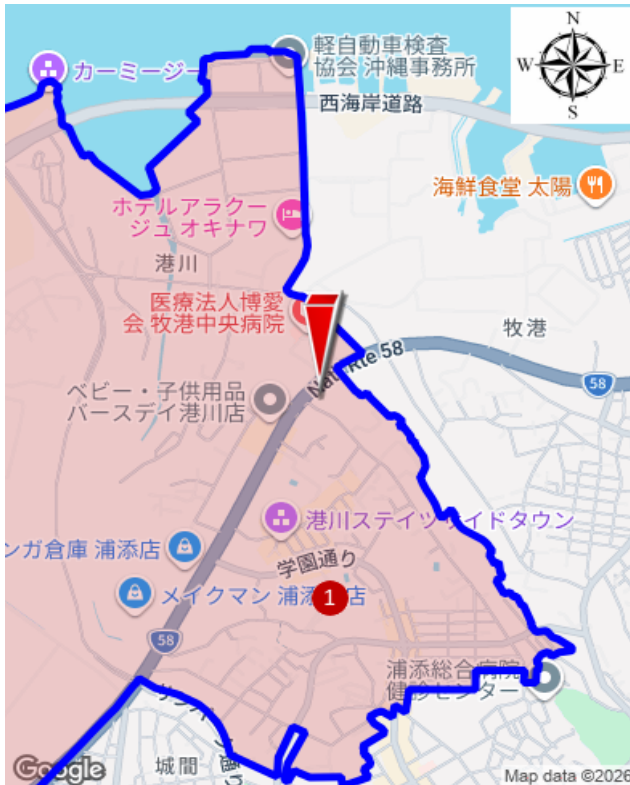 N
W
E
S
カーミージー
軽自動車検査
協会 沖縄事務所
西海岸道路
海鮮食堂 太陽
ホテルアラクー
ジュ オキナワ
港川
医療法人博愛
会 牧港中央病院
牧港
58
ベビー・子供用品
バースデイ港川店
港川ステイツサイドタウン
ンガ倉庫 浦添店
学園通り
メイクマン 浦添
店
1
58
浦添総合病院
健診センター
城間
Google
Map data ©2026